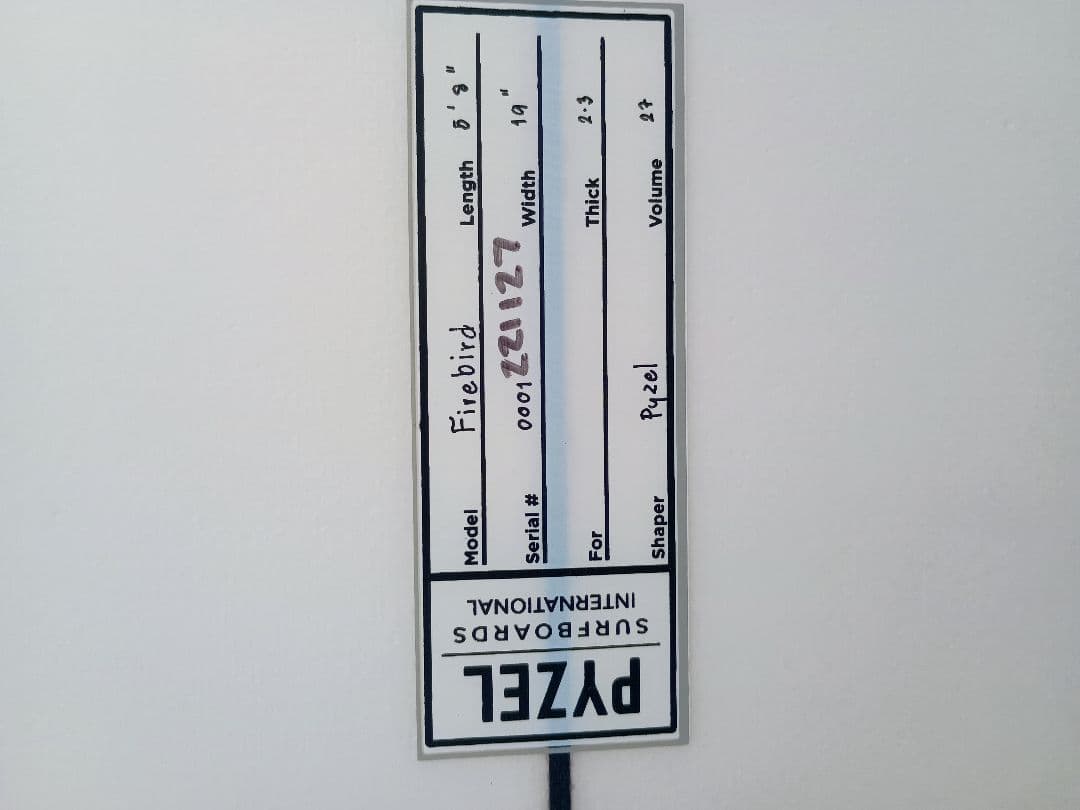 PYZEL
SURFBOARDS
INTERNATIONAL
Model Firebird Length 5'8"
Serial # 0001 221127 Width 19"
For Thick 2.3
Shaper Pyzel Volume 27